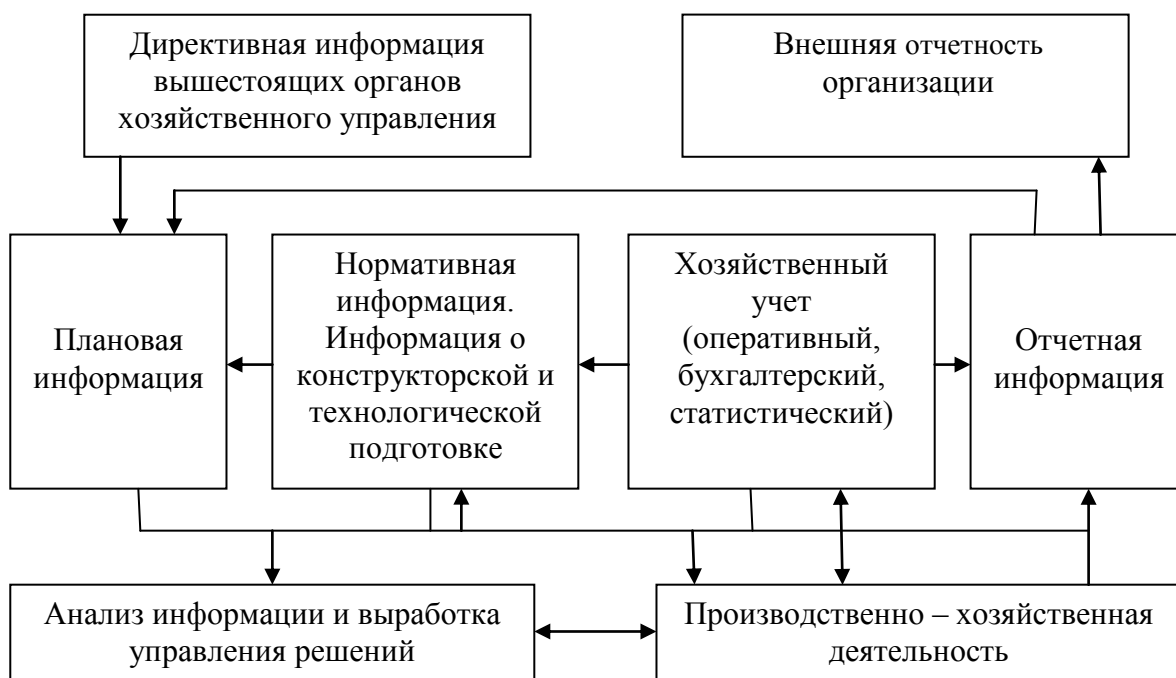 Директивная информация
вышестоящих органов
хозяйственного управления
Внешняя отчетность
организации
Плановая
информация
Нормативная
информация.
Информация о
конструкторской и
технологической
подготовке
Хозяйственный
учет
(оперативный,
бухгалтерский,
статистический)
Отчетная
информация
Анализ информации и выработка
управления решений
Производственно – хозяйственная
деятельность